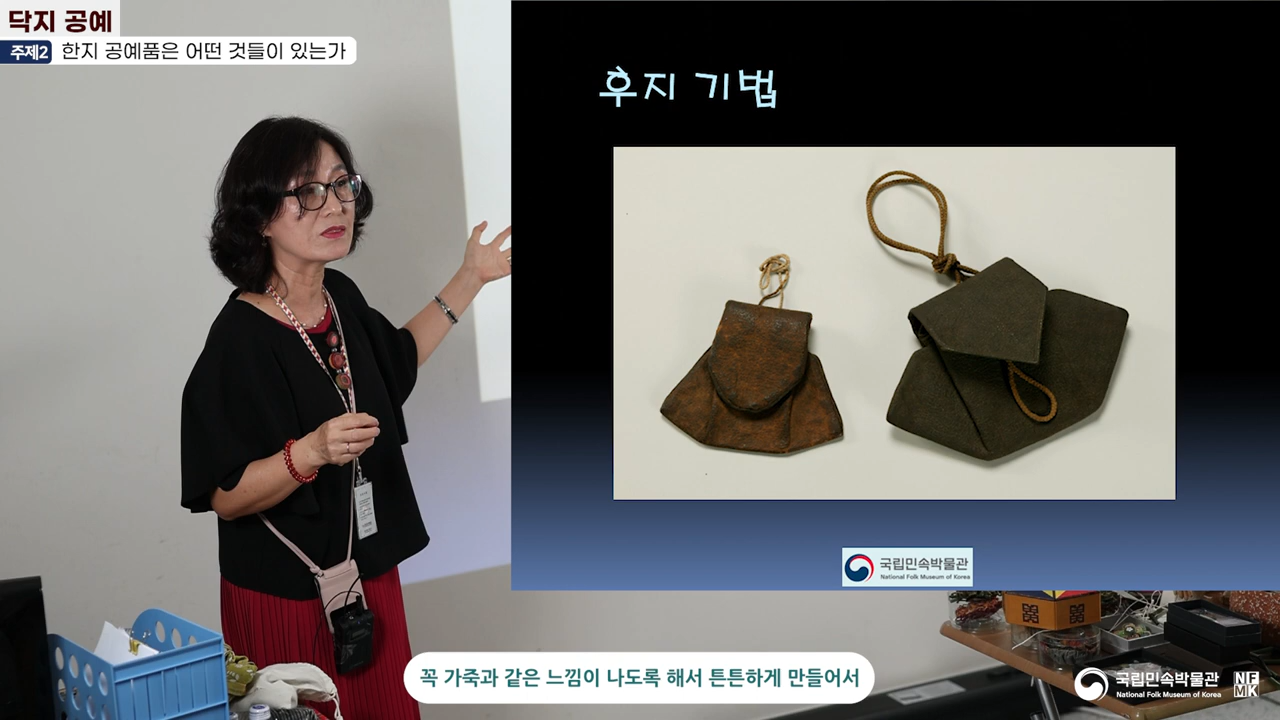 닥지 공예
주제2 한지 공예품은 어떤 것들이 있는가
후지 기법
국립민속박물관
National Folk Museum of Korea
꼭 가죽과 같은 느낌이 나도록 해서 튼튼하게 만들어서
국립민속박물관
National Folk Museum of Korea
NF
MK